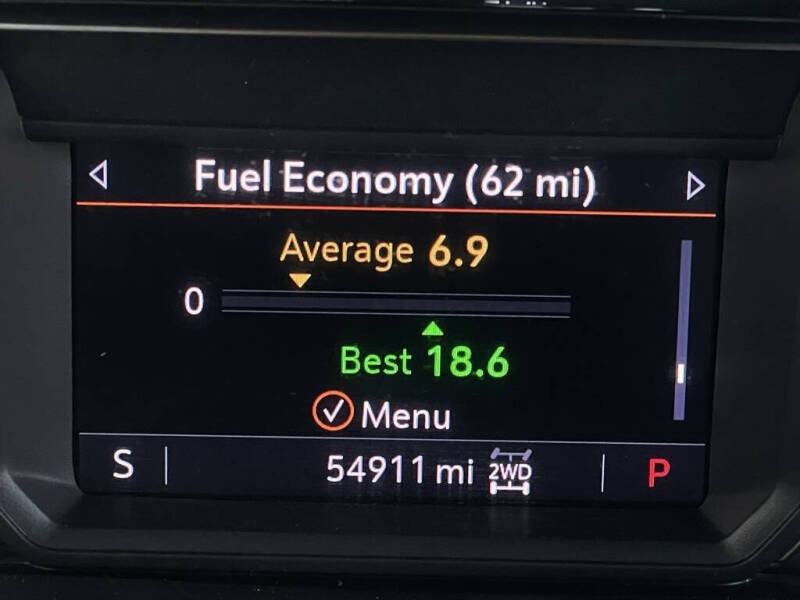 Fuel Economy (62 mi)
Average 6.9
0
Best 18.6
Menu
S 54911 mi 2WD P